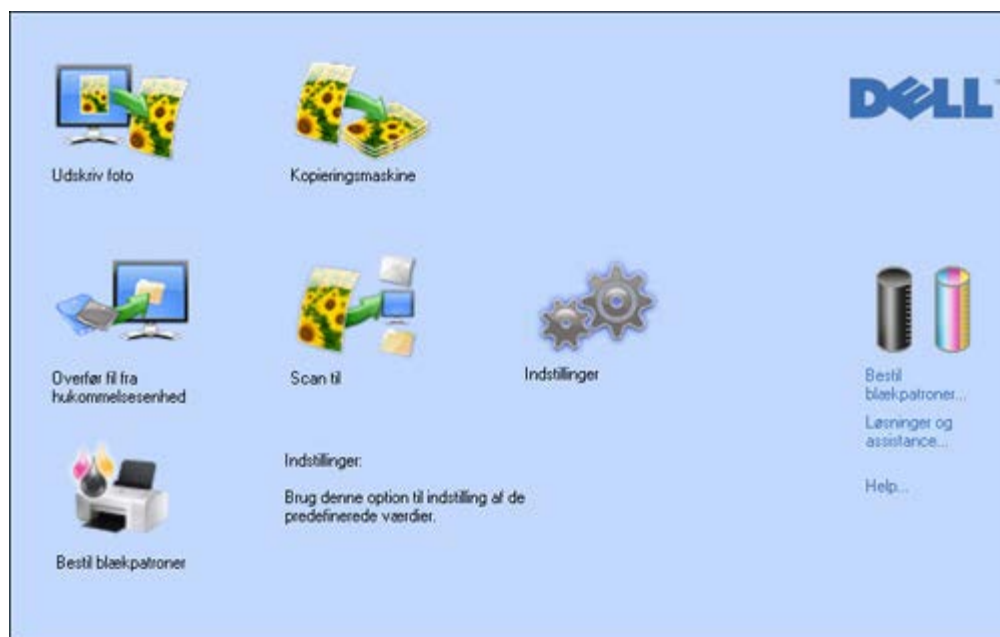 DELL™
Udskriv foto
Kopieringsmaskine
Overfør fil fra
hukommelsesenhed
Scan til
Indstillinger
Bestil
blækpatroner...
Løsninger og
assistance...
Help...
Indstillinger:
Brug denne option til indstilling af de
predefinerede værdier.
Bestil blækpatroner